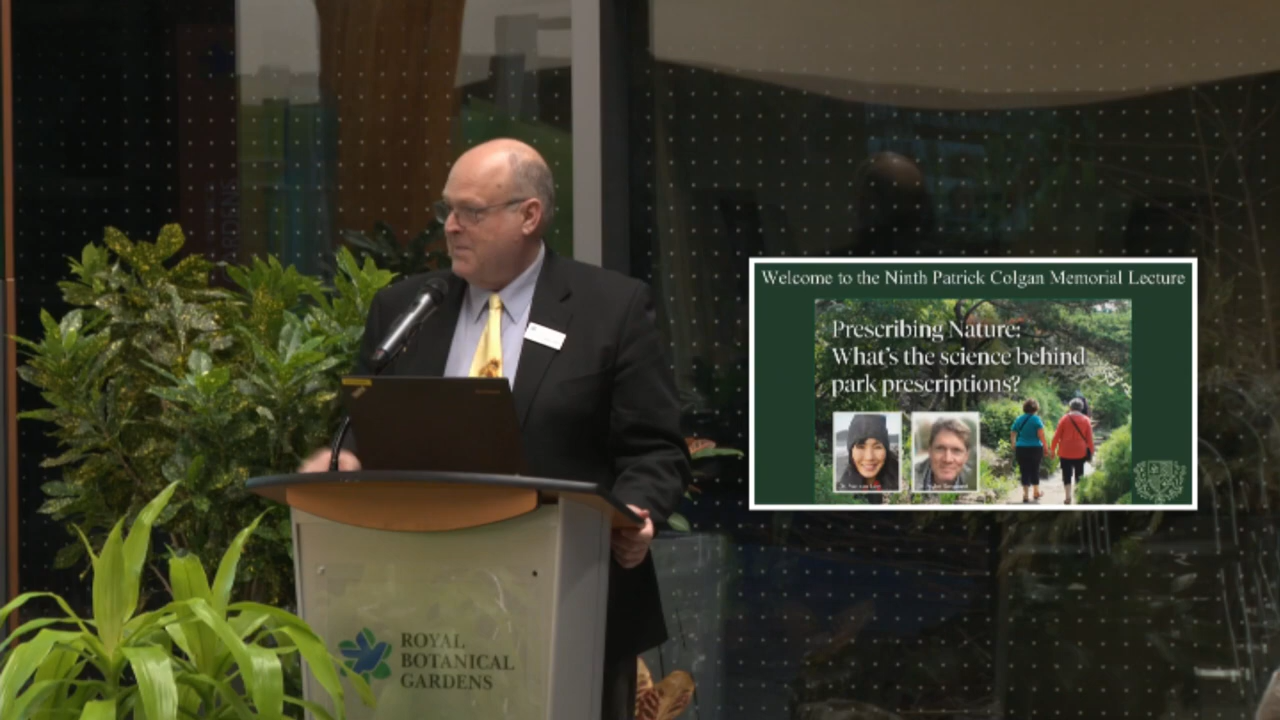 Welcome to the Ninth Patrick Colgan Memorial Lecture
Prescribing Nature:
What's the science behind
park prescriptions?
ROYAL
BOTANICAL
GARDENS